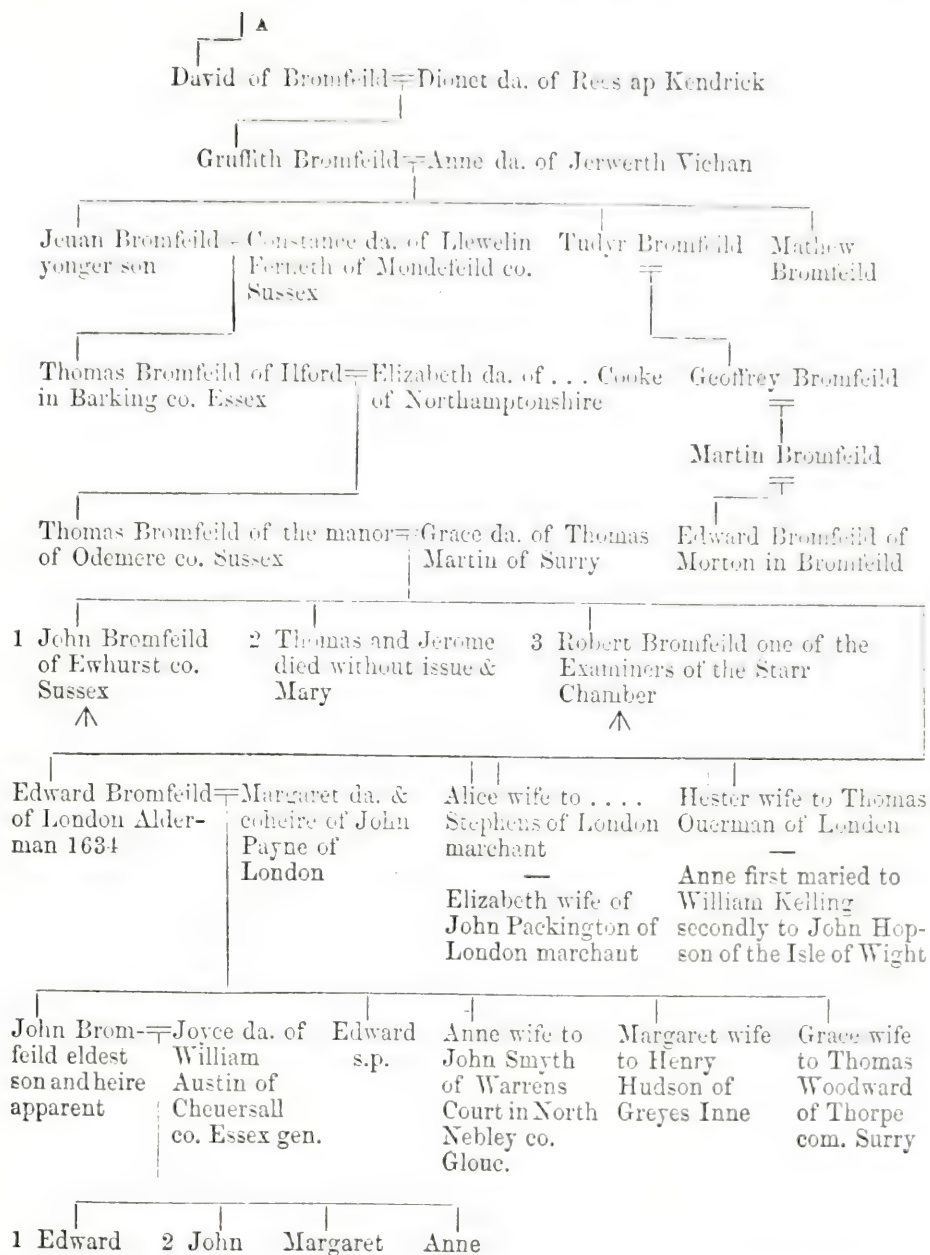 A
David of Bromfeild Dionet da. of Rees ap Kendrick
Gruffith Bromfeild Anne da. of Jerwerth Vichan
Jeuan Bromfeild
yonger son
Constance da. of Llewelin
Ferneth of Mondefeild co.
Sussex
Tudyr Bromfeild
Mathew
Bromfeild
Thomas Bromfeild of Ilford
in Barking co. Essex
Elizabeth da. of ... Cooke
of Northamptonshire
Geoffrey Bromfeild
Martin Bromfeild
Thomas Bromfeild of the manor
of Odemere co. Sussex
Grace da. of Thomas
Martin of Surry
Edward Bromfeild of
Morton in Bromfeild
1 John Bromfeild
of Ewhurst co.
Sussex
2 Thomas and Jerome
died without issue &
Mary
3 Robert Bromfeild one of the
Examiners of the Starr
Chamber
Edward Bromfeild
of London Alder-
man 1634
Margaret da. &
coheire of John
Payne of
London
Alice wife to ....
Stephens of London
marchant
Elizabeth wife of
John Packington of
London marchant
Hester wife to Thomas
Ouerman of London
Anne first maried to
William Kelling
secondly to John Hop-
son of the Isle of Wight
John Brom-
feild eldest
son and heire
apparent
Joyce da. of
William
Austin of
Cheuersall
co. Essex gen.
Edward
s.p.
Anne wife to
John Smyth
of Warrens
Court in North
Nebley co.
Glouc.
Margaret wife
to Henry
Hudson of
Greyes Inne
Grace wife
to Thomas
Woodward
of Thorpe
com. Surry
1 Edward 2 John Margaret Anne